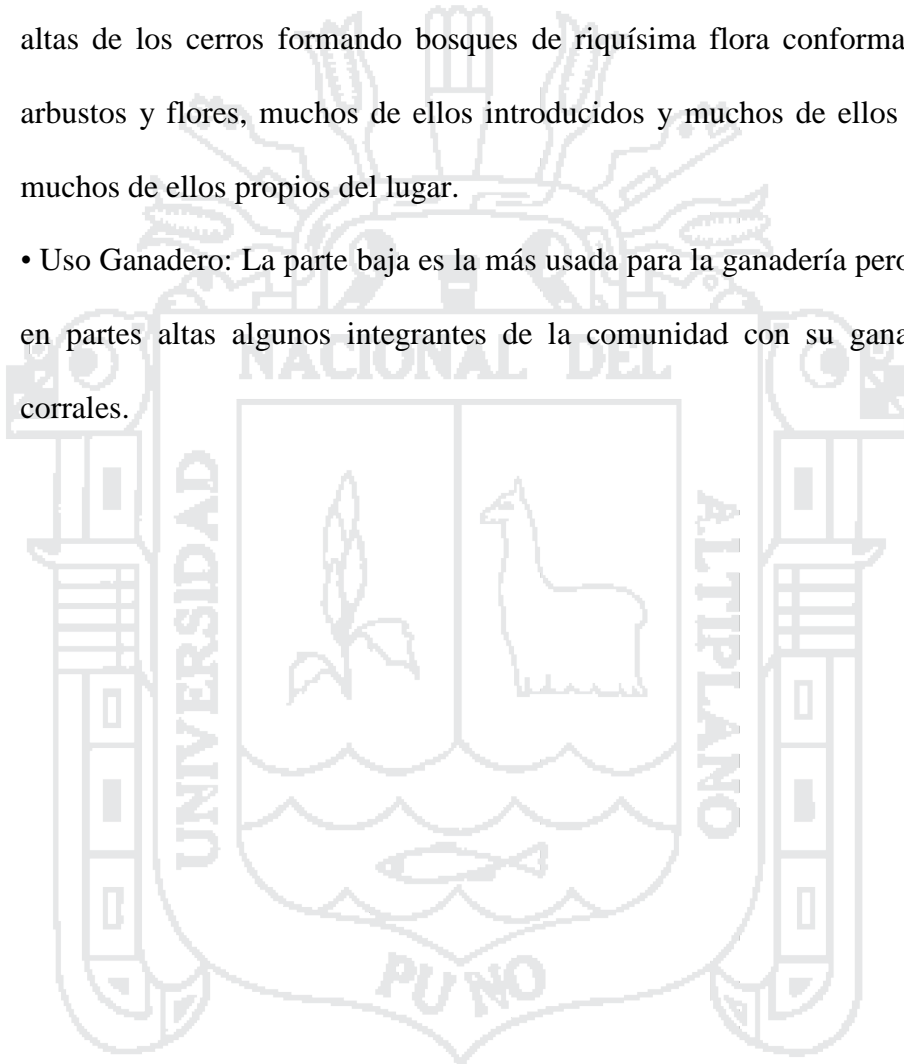 altas de los cerros formando bosques de riquísima flora conforma
arbustos y flores, muchos de ellos introducidos y muchos de ellos
muchos de ellos propios del lugar.
• Uso Ganadero: La parte baja es la más usada para la ganadería pero
en partes altas algunos integrantes de la comunidad con su gana
corrales.
NACIONAL DEL
UNIVERSIDAD
ALTIPLANO
PUNO